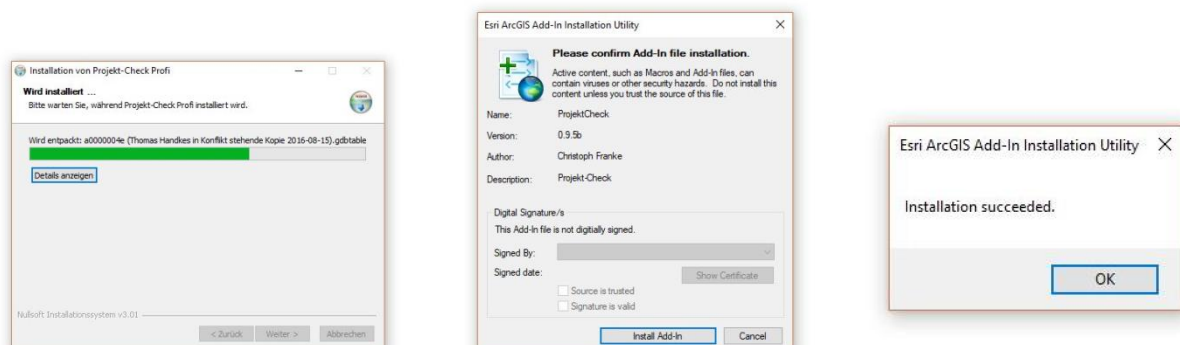 Installation von Projekt-Check Profi
Wird installiert ...
Bitte warten Sie, während Projekt-Check Profi installiert wird.
Wird entpackt: a0000004e (Thomas Handkes in Konflikt stehende Kopie 2016-08-15).gdbtable
Details anzeigen
Nullsoft Installationssystem v3.01
< Zurück
Weiter >
Abbrechen
Esri ArcGIS Add-In Installation Utility
Please confirm Add-In file installation.
Active content, such as Macros and Add-In files, can
contain viruses or other security hazards. Do not install this
content unless you trust the source of this file.
Name: ProjektCheck
Version: 0.9.5b
Author: Christoph Franke
Description: Projekt-Check
Digital Signature/s
This Add-In file is not digitially signed.
Signed By:
Signed date:
Show Certificate
Source is trusted
Signature is valid
Install Add-In
Cancel
Esri ArcGIS Add-In Installation Utility
Installation succeeded.
OK